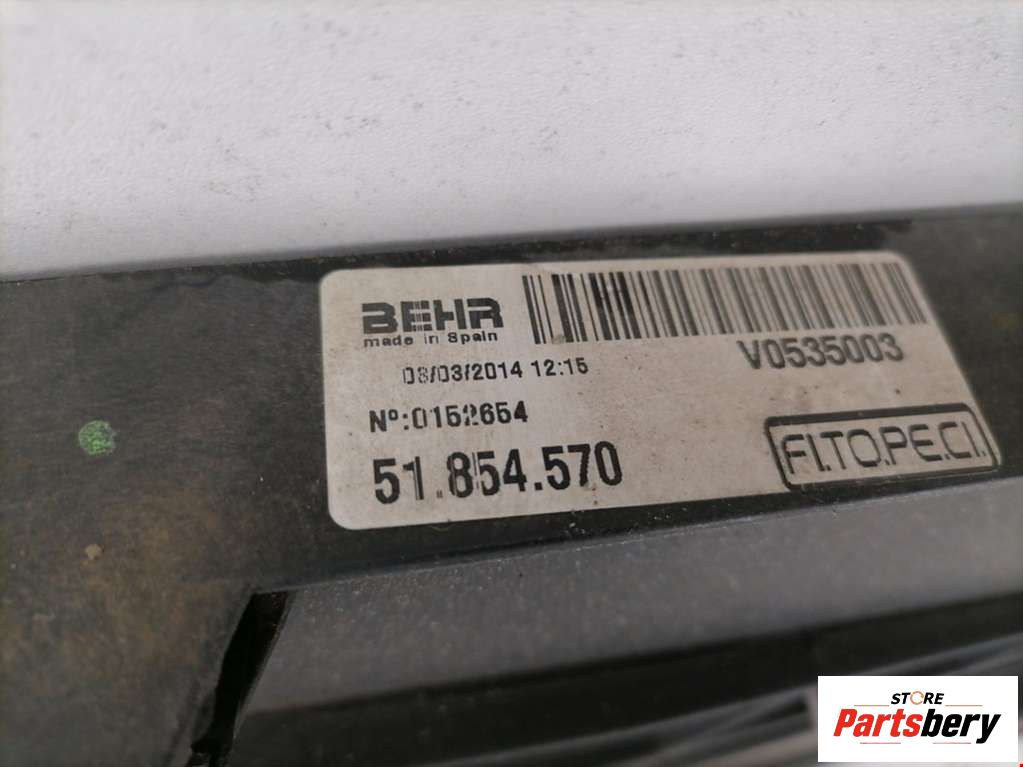 BEHR
made in Spain
V0535003
08/03/2014 12:15
Nº:0152654
51.854.570
FI.TO.PE.CI.
STORE
Partsbery